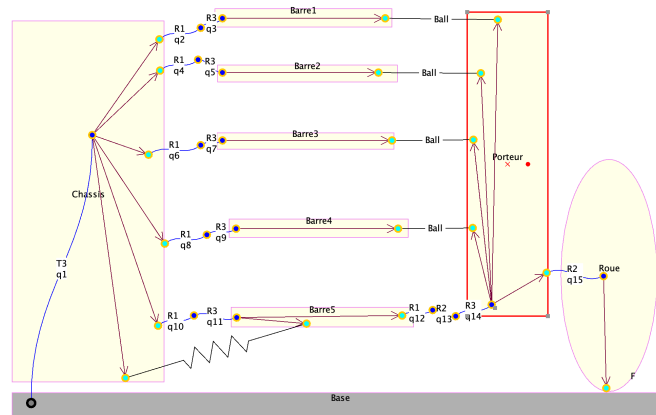 R1 R3 Barre1 Ball
q2 q3
R1 R3 Barre2 Ball
q4 q5
R1 R3 Barre3 Ball
q6 q7
Porteur
Chassis
R1 R3 Barre4 Ball
q8 q9
T3
q1
R2 Roue
q15
R1 R3 Barre5 R1 R2 R3
q10 q11 q12 q13 q14
F
Base